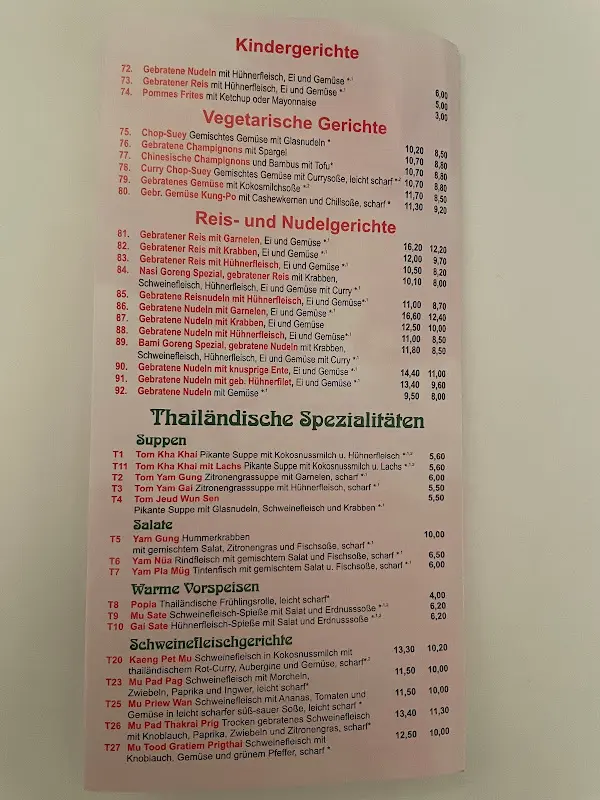 Kindergerichte
72. Gebratene Nudeln mit Hühnerfleisch, Ei und Gemüse *·¹ 6,00
73. Gebratener Reis mit Hühnerfleisch, Ei und Gemüse *·¹ 5,00
74. Pommes Frites mit Ketchup oder Mayonnaise 3,00
Vegetarische Gerichte
75. Chop-Suey Gemischtes Gemüse mit Glasnudeln * 10,20 8,50
76. Gebratene Champignons mit Spargel 10,70 8,80
77. Chinesische Champignons und Bambus mit Tofu* 10,70 8,80
78. Curry Chop-Suey Gemischtes Gemüse mit Currysoße, leicht scharf *·² 10,70 8,80
79. Gebratenes Gemüse mit Kokosmilchsoße *·² 11,70 8,50
80. Gebr. Gemüse Kung-Po mit Cashewkernen und Chilisoße, scharf * 11,30 9,20
Reis- und Nudelgerichte
81. Gebratener Reis mit Garnelen, Ei und Gemüse *·¹ 16,20 12,20
82. Gebratener Reis mit Krabben, Ei und Gemüse *·¹ 12,00 9,70
83. Gebratener Reis mit Hühnerfleisch, Ei und Gemüse *·¹ 10,50 8,20
84. Nasi Goreng Spezial, gebratener Reis mit Krabben, 10,10 8,00
Schweinefleisch, Hühnerfleisch, Ei und Gemüse mit Curry *·¹
85. Gebratene Reisnudeln mit Hühnerfleisch, Ei und Gemüse*·¹ 11,00 8,70
86. Gebratene Nudeln mit Garnelen, Ei und Gemüse *·¹ 16,60 12,40
87. Gebratene Nudeln mit Krabben, Ei und Gemüse 12,50 10,00
88. Gebratene Nudeln mit Hühnerfleisch, Ei und Gemüse*·¹ 11,00 8,50
89. Bami Goreng Spezial, gebratene Nudeln mit Krabben, 11,80 8,50
Schweinefleisch, Hühnerfleisch, Ei und Gemüse mit Curry *·¹
90. Gebratene Nudeln mit knusprige Ente, Ei und Gemüse *·¹ 14,40 11,00
91. Gebratene Nudeln mit geb. Hühnerfilet, Ei und Gemüse *·¹ 13,40 9,60
92. Gebratene Nudeln mit Gemüse *·¹ 9,50 8,00
Thailändische Spezialitäten
Suppen
T1 Tom Kha Khai Pikante Suppe mit Kokosnussmilch u. Hühnerfleisch *·¹·² 5,60
T11 Tom Kha Khai mit Lachs Pikante Suppe mit Kokosnussmilch u. Lachs *·¹·² 5,60
T2 Tom Yam Gung Zitronengrassuppe mit Garnelen, scharf *·¹ 6,00
T3 Tom Yam Gai Zitronengrasssuppe mit Hühnerfleisch, scharf *·¹ 5,50
T4 Tom Jeud Wun Sen 5,50
Pikante Suppe mit Glasnudeln, Schweinefleisch und Krabben *·¹
Salate
T5 Yam Gung Hummerkrabben 10,00
mit gemischtem Salat, Zitronengras und Fischsoße, scharf *·¹
T6 Yam Nüa Rindfleisch mit gemischtem Salat und Fischsoße, scharf *·¹ 6,50
T7 Yam Pla Müg Tintenfisch mit gemischtem Salat u. Fischsoße, scharf *·¹ 6,00
Warme Vorspeisen
T8 Popia Thailändische Frühlingsrolle, leicht scharf* 4,00
T9 Mu Sate Schweinefleisch-Spieße mit Salat und Erdnusssoße *·¹·² 6,20
T10 Gai Sate Hühnerfleisch-Spieße mit Salat und Erdnusssoße *·¹·² 6,20
Schweinefleischgerichte
T20 Kaeng Pet Mu Schweinefleisch in Kokosnussmilch mit 13,30 10,20
thailändischem Rot-Curry, Aubergine und Gemüse, scharf*·²
T23 Mu Pad Pag Schweinefleisch mit Morcheln, 11,50 10,00
Zwiebeln, Paprika und Ingwer, leicht scharf*
T25 Mu Priew Wan Schweinefleisch mit Ananas, Tomaten und 11,50 10,00
Gemüse in leicht scharfer süß-sauer Soße, leicht scharf *
T26 Mu Pad Thakrai Prig Trocken gebratenes Schweinefleisch 13,40 11,30
mit Knoblauch, Paprika, Zwiebeln und Zitronengras, scharf*
T27 Mu Tood Gratiem Prigthai Schweinefleisch mit 12,50 10,00
Knoblauch, Gemüse und grünem Pfeffer, scharf *